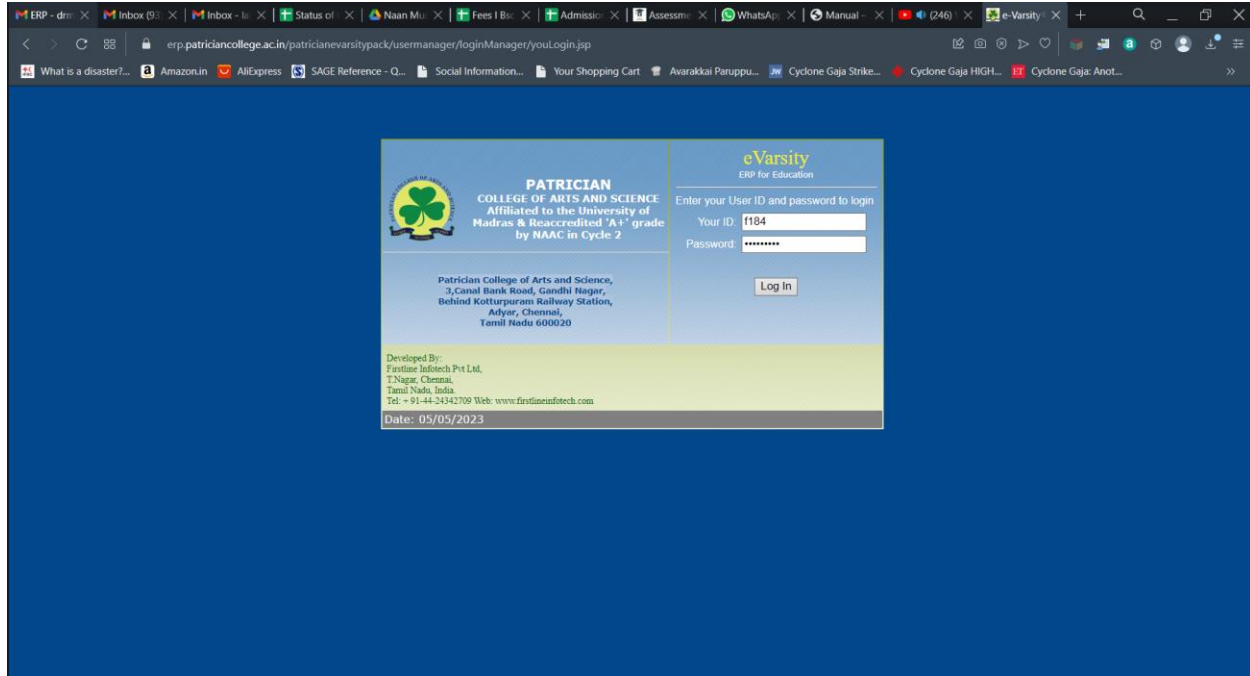 ERP - drm
Inbox (93
Inbox - la
Status of
Naan Mu
Fees I Bsc
Admission
Assessme
WhatsAp
Manual -
(246)
e-Varsity
erp.patriciancollege.ac.in/patricianevarsitypack/usermanager/loginManager/youLogin.jsp
What is a disaster?...
Amazon.in
AliExpress
SAGE Reference - Q...
Social Information...
Your Shopping Cart
Avarakkai Paruppu...
Cyclone Gaja Strike...
Cyclone Gaja HIGH...
Cyclone Gaja: Anot...
PATRICIAN
COLLEGE OF ARTS AND SCIENCE
Affiliated to the University of
Madras & Reaccredited 'A+' grade
by NAAC in Cycle 2
Patrician College of Arts and Science,
3,Canal Bank Road, Gandhi Nagar,
Behind Kotturpuram Railway Station,
Adyar, Chennai,
Tamil Nadu 600020
eVarsity
ERP for Education
Enter your User ID and password to login
Your ID: f184
Password: •••••••••
Log In
Developed By:
Firstline Infotech Pvt Ltd,
T.Nagar, Chennai,
Tamil Nadu, India.
Tel: + 91-44-24342709 Web: www.firstlineinfotech.com
Date: 05/05/2023